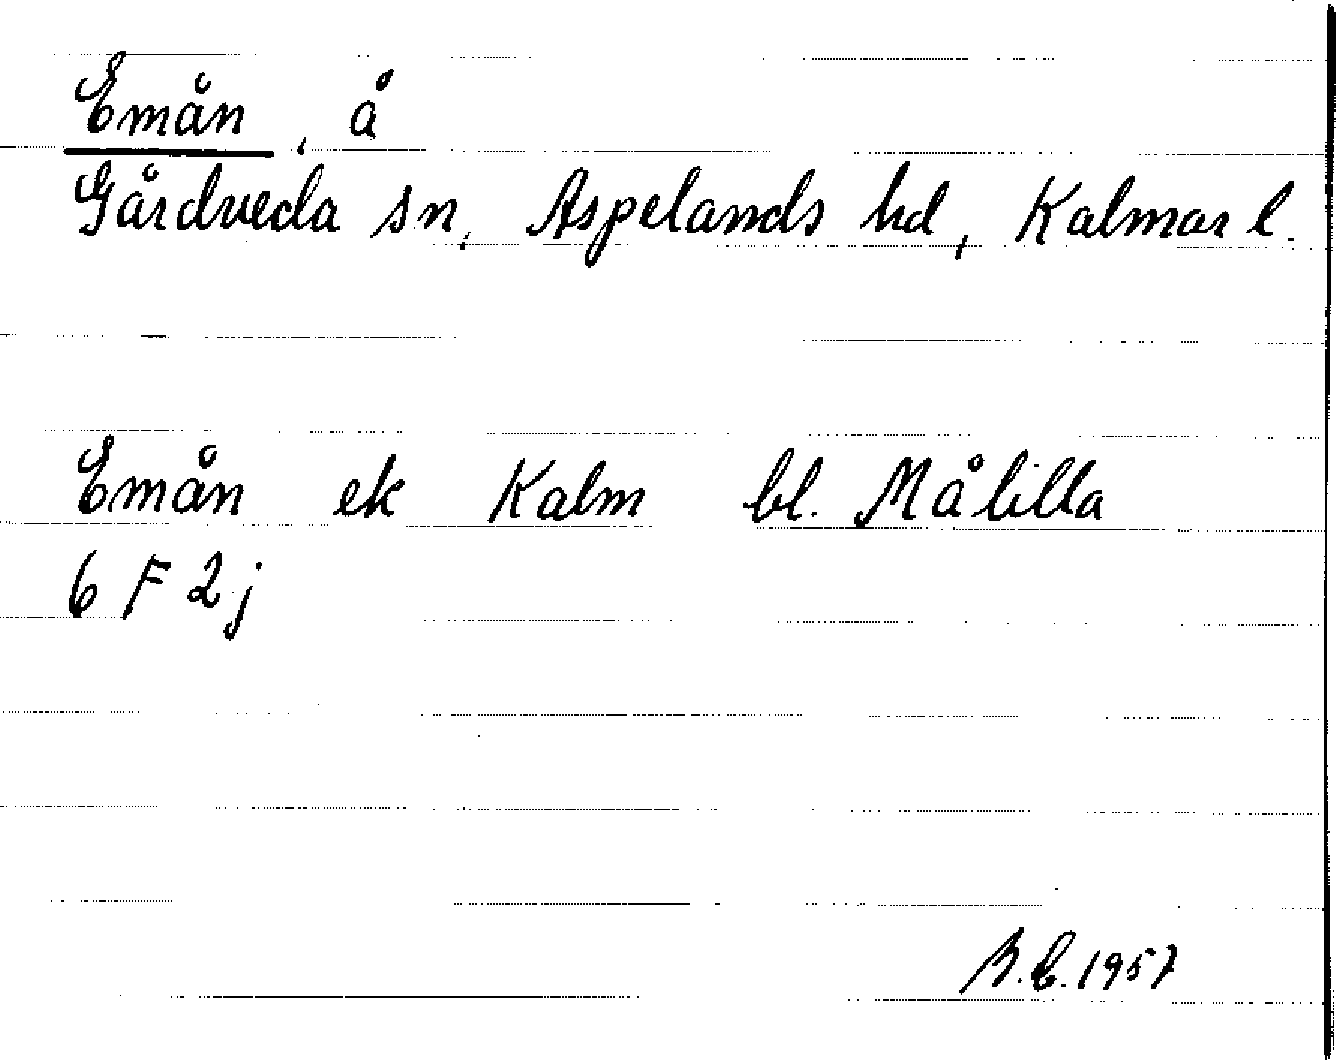 Emån, å
Gårdveda sn, Aspelands hd, Kalmar l.
Emån ek Kalm bl. Målilla
6 F 2 j
1957